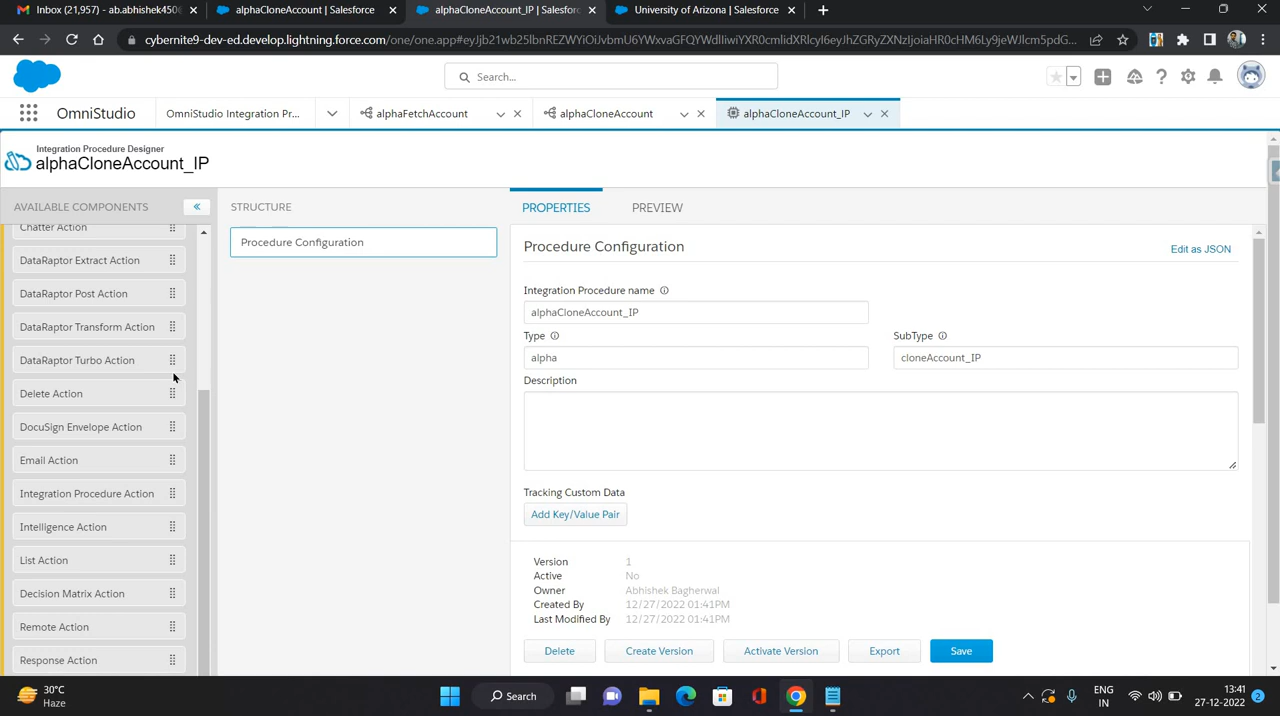 Inbox (21,957) - ab.abhishek450@
alphaCloneAccount | Salesforce
alphaCloneAccount_IP | Salesforce
University of Arizona | Salesforce
Search...
OmniStudio
OmniStudio Integration Pr...
alphaFetchAccount
alphaCloneAccount
alphaCloneAccount_IP
Integration Procedure Designer
alphaCloneAccount_IP
AVAILABLE COMPONENTS
Chatter Action
DataRaptor Extract Action
DataRaptor Post Action
DataRaptor Transform Action
DataRaptor Turbo Action
Delete Action
DocuSign Envelope Action
Email Action
Integration Procedure Action
Intelligence Action
List Action
Decision Matrix Action
Remote Action
Response Action
STRUCTURE
Procedure Configuration
PROPERTIES
PREVIEW
Procedure Configuration
Edit as JSON
Integration Procedure name
alphaCloneAccount_IP
Type
SubType
alpha
cloneAccount_IP
Description
Tracking Custom Data
Add Key/Value Pair
Version 1
Active No
Owner Abhishek Bagherwal
Created By 12/27/2022 01:41PM
Last Modified By 12/27/2022 01:41PM
Delete
Create Version
Activate Version
Export
Save
30°C
Haze
Search
ENG
IN
13:41
27-12-2022
2